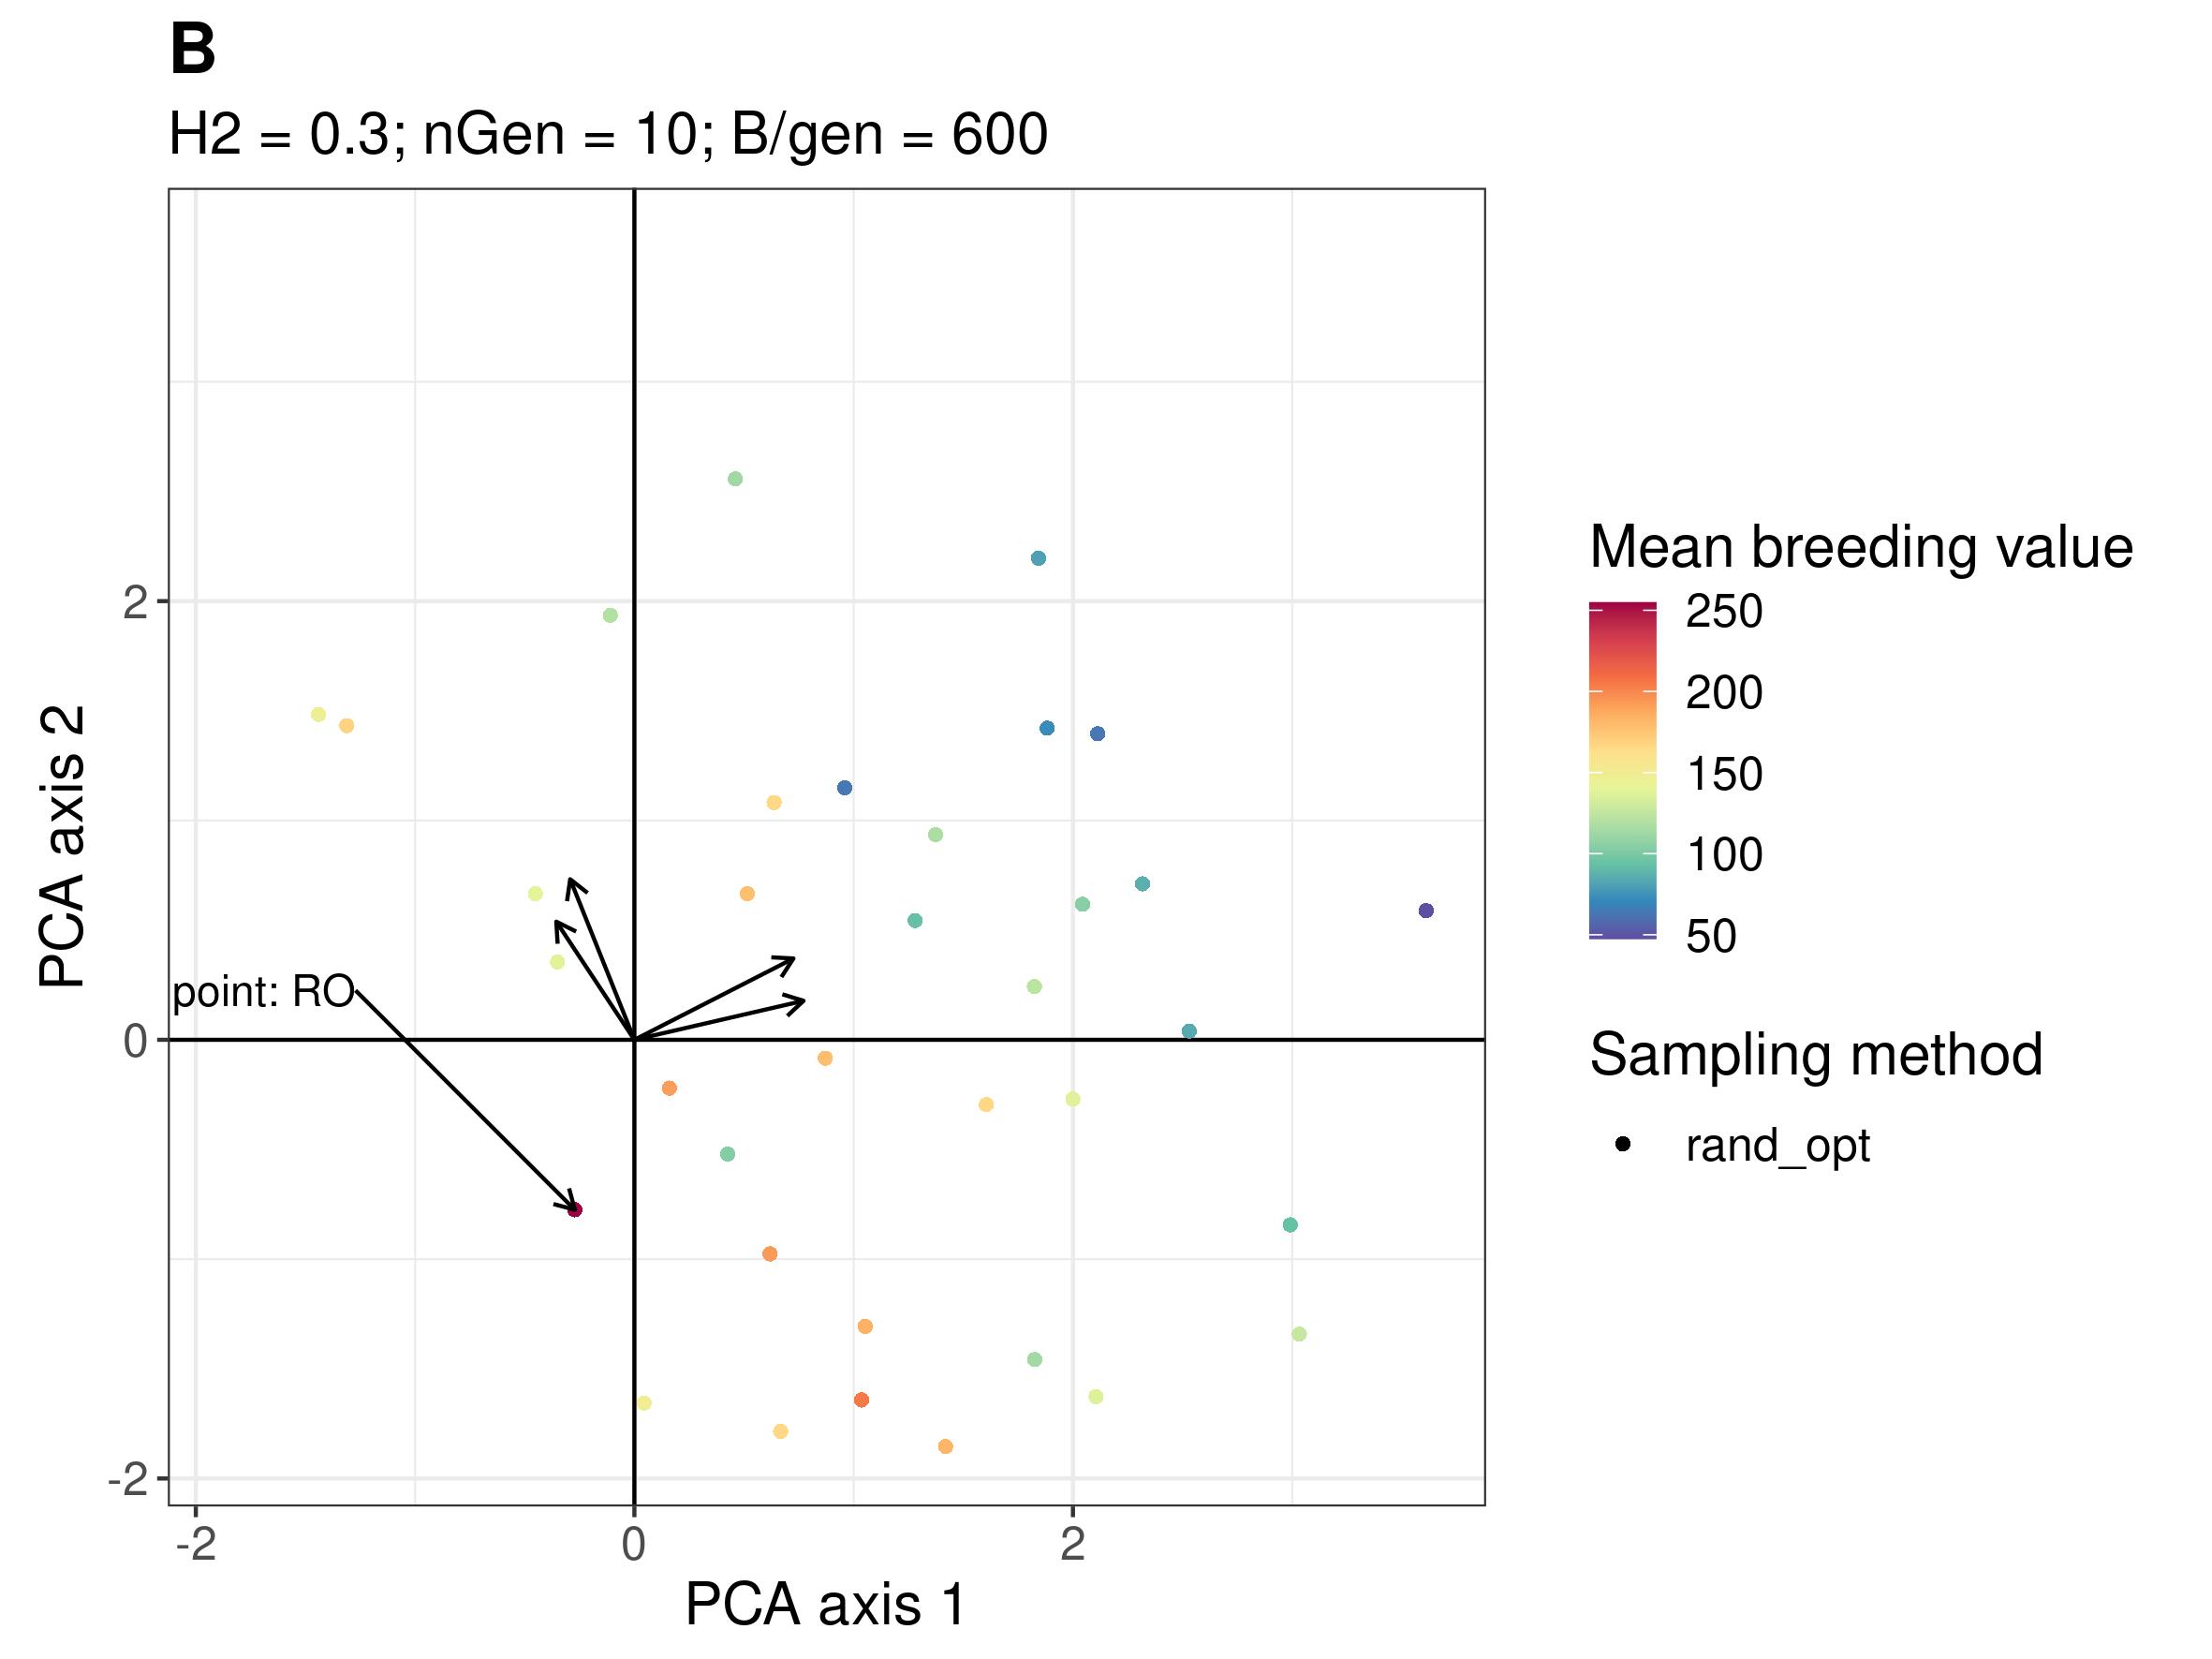 B
H2 = 0.3; nGen = 10; B/gen = 600
PCA axis 2
2
0
-2
point: RO
-2
0
2
PCA axis 1
Mean breeding value
250
200
150
100
50
Sampling method
rand_opt